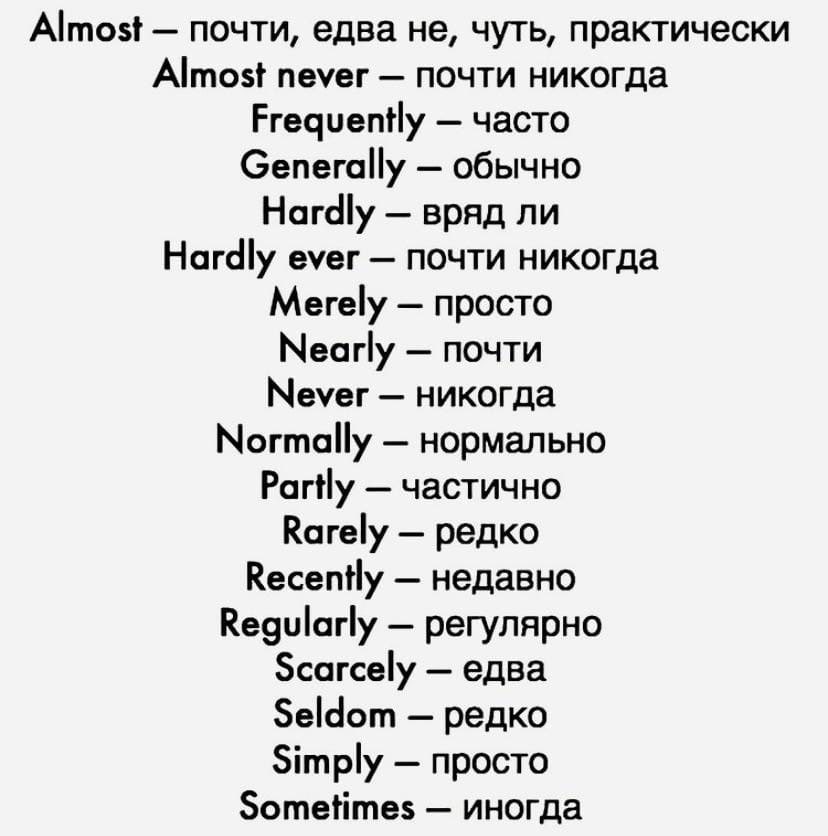 Almost — почти, едва не, чуть, практически
Almost never — почти никогда
Frequently — часто
Generally — обычно
Hardly — вряд ли
Hardly ever — почти никогда
Merely — просто
Nearly — почти
Never — никогда
Normally — нормально
Partly — частично
Rarely — редко
Recently — недавно
Regularly — регулярно
Scarcely — едва
Seldom — редко
Simply — просто
Sometimes — иногда